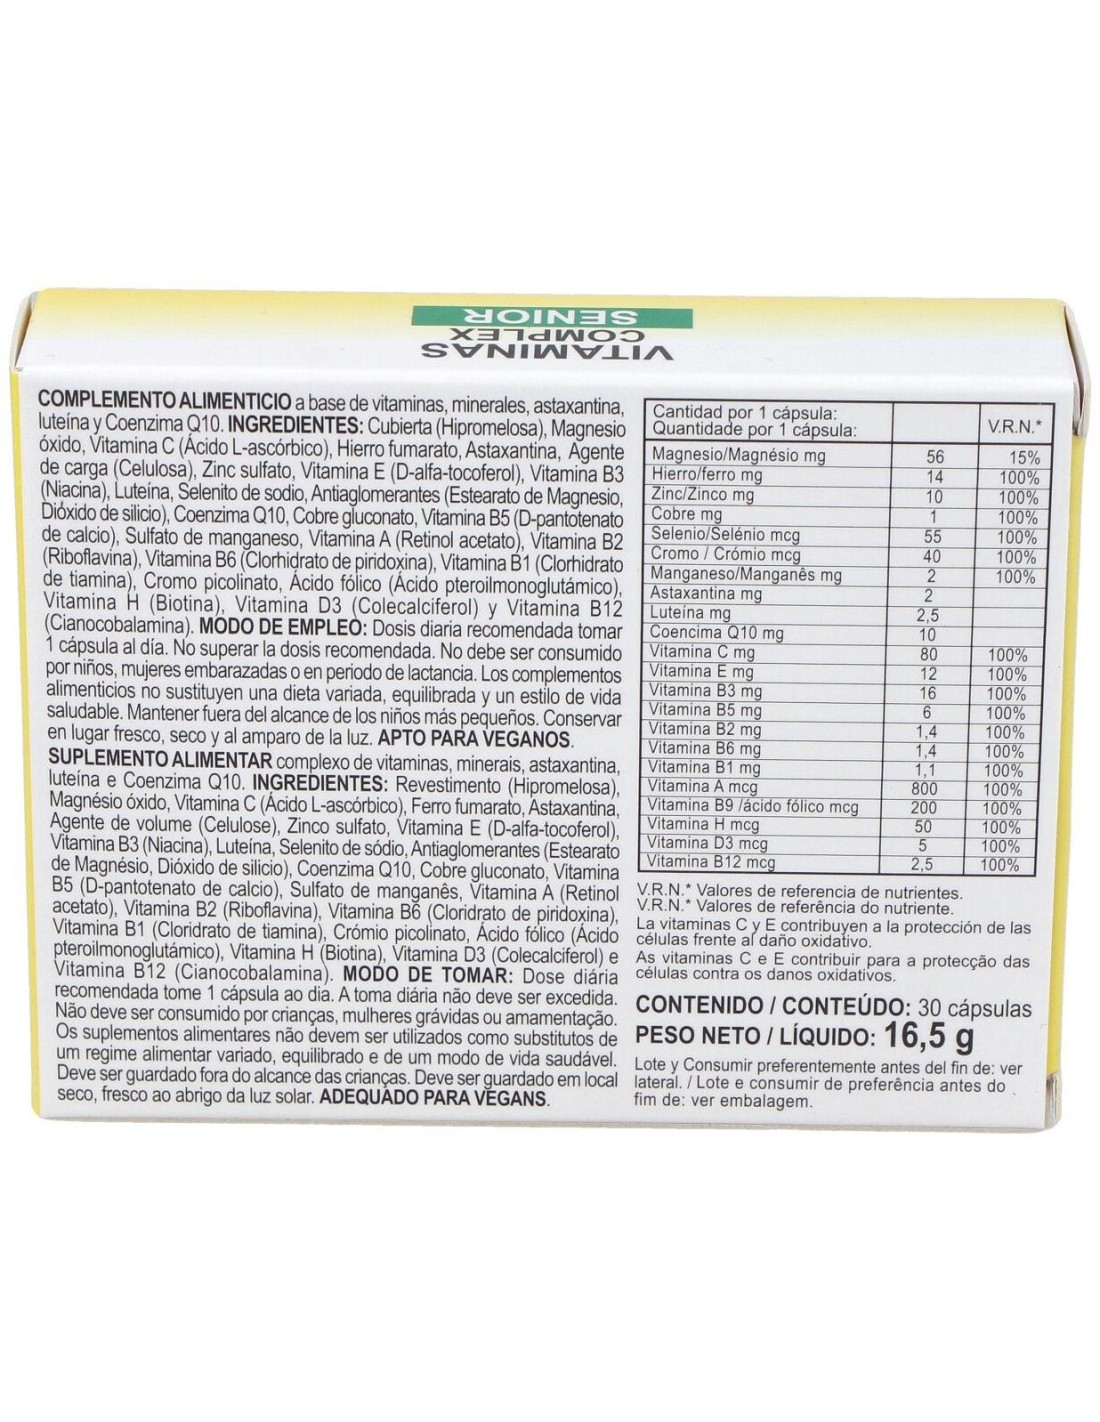 VITAMINAS
COMPLEX
SENIOR
COMPLEMENTO ALIMENTICIO a base de vitaminas, minerales, astaxantina,
luteína y Coenzima Q10. INGREDIENTES: Cubierta (Hipromelosa), Magnesio
óxido, Vitamina C (Ácido L-ascórbico), Hierro fumarato, Astaxantina, Agente
de carga (Celulosa), Zinc sulfato, Vitamina E (D-alfa-tocoferol), Vitamina B3
(Niacina), Luteína, Selenito de sodio, Antiaglomerantes (Estearato de Magnesio,
Dióxido de silicio), Coenzima Q10, Cobre gluconato, Vitamina B5 (D-pantotenato
de calcio), Sulfato de manganeso, Vitamina A (Retinol acetato), Vitamina B2
(Riboflavina), Vitamina B6 (Clorhidrato de piridoxina), Vitamina B1 (Clorhidrato
de tiamina), Cromo picolinato, Ácido fólico (Ácido pteroilmonoglutámico),
Vitamina H (Biotina), Vitamina D3 (Colecalciferol) y Vitamina B12
(Cianocobalamina). MODO DE EMPLEO: Dosis diaria recomendada tomar
1 cápsula al día. No superar la dosis recomendada. No debe ser consumido
por niños, mujeres embarazadas o en periodo de lactancia. Los complementos
alimenticios no sustituyen una dieta variada, equilibrada y un estilo de vida
saludable. Mantener fuera del alcance de los niños más pequeños. Conservar
en lugar fresco, seco y al amparo de la luz. APTO PARA VEGANOS.
SUPLEMENTO ALIMENTAR complexo de vitaminas, minerais, astaxantina,
luteína e Coenzima Q10. INGREDIENTES: Revestimento (Hipromelosa),
Magnésio óxido, Vitamina C (Ácido L-ascórbico), Ferro fumarato, Astaxantina,
Agente de volume (Celulose), Zinco sulfato, Vitamina E (D-alfa-tocoferol),
Vitamina B3 (Niacina), Luteína, Selenito de sódio, Antiaglomerantes (Estearato
de Magnésio, Dióxido de silicio), Coenzima Q10, Cobre gluconato, Vitamina
B5 (D-pantotenato de calcio), Sulfato de manganês, Vitamina A (Retinol
acetato), Vitamina B2 (Riboflavina), Vitamina B6 (Cloridrato de piridoxina),
Vitamina B1 (Cloridrato de tiamina), Crómio picolinato, Ácido fólico (Ácido
pteroilmonoglutámico), Vitamina H (Biotina), Vitamina D3 (Colecalciferol) e
Vitamina B12 (Cianocobalamina). MODO DE TOMAR: Dose diária
recomendada tome 1 cápsula ao dia. A toma diária não deve ser excedida.
Não deve ser consumido por crianças, mulheres grávidas ou amamentação.
Os suplementos alimentares não devem ser utilizados como substitutos de
um regime alimentar variado, equilibrado e de um modo de vida saudável.
Deve ser guardado fora do alcance das crianças. Deve ser guardado em local
seco, fresco ao abrigo da luz solar. ADEQUADO PARA VEGANS.
Cantidad por 1 cápsula:
Quantidade por 1 cápsula: V.R.N.*
Magnesio/Magnésio mg 56 15%
Hierro/ferro mg 14 100%
Zinc/Zinco mg 10 100%
Cobre mg 1 100%
Selenio/Selénio mcg 55 100%
Cromo / Crómio mcg 40 100%
Manganeso/Manganês mg 2 100%
Astaxantina mg 2
Luteína mg 2,5
Coencima Q10 mg 10
Vitamina C mg 80 100%
Vitamina E mg 12 100%
Vitamina B3 mg 16 100%
Vitamina B5 mg 6 100%
Vitamina B2 mg 1,4 100%
Vitamina B6 mg 1,4 100%
Vitamina B1 mg 1,1 100%
Vitamina A mcg 800 100%
Vitamina B9 /ácido fólico mcg 200 100%
Vitamina H mcg 50 100%
Vitamina D3 mcg 5 100%
Vitamina B12 mcg 2,5 100%
V.R.N.* Valores de referencia de nutrientes.
V.R.N.* Valores de referência do nutriente.
La vitaminas C y E contribuyen a la protección de las
células frente al daño oxidativo.
As vitaminas C e E contribuir para a protecção das
células contra os danos oxidativos.
CONTENIDO / CONTEÚDO: 30 cápsulas
PESO NETO / LÍQUIDO: 16,5 g
Lote y Consumir preferentemente antes del fin de: ver
lateral. / Lote e consumir de preferência antes do
fim de: ver embalagem.